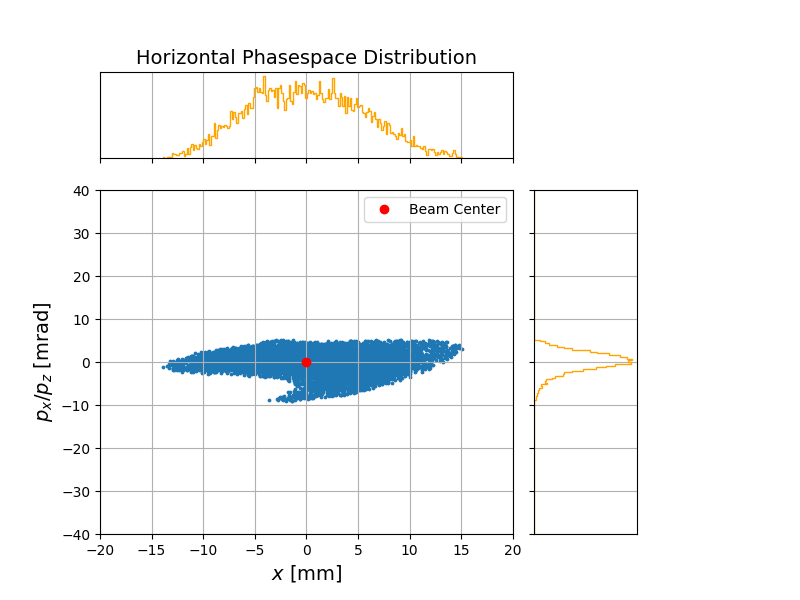 Horizontal Phasespace Distribution
Beam Center
40
30
20
10
0
−10
−20
−30
−40
p_x/p_z [mrad]
−20 −15 −10 −5 0 5 10 15 20
x [mm]